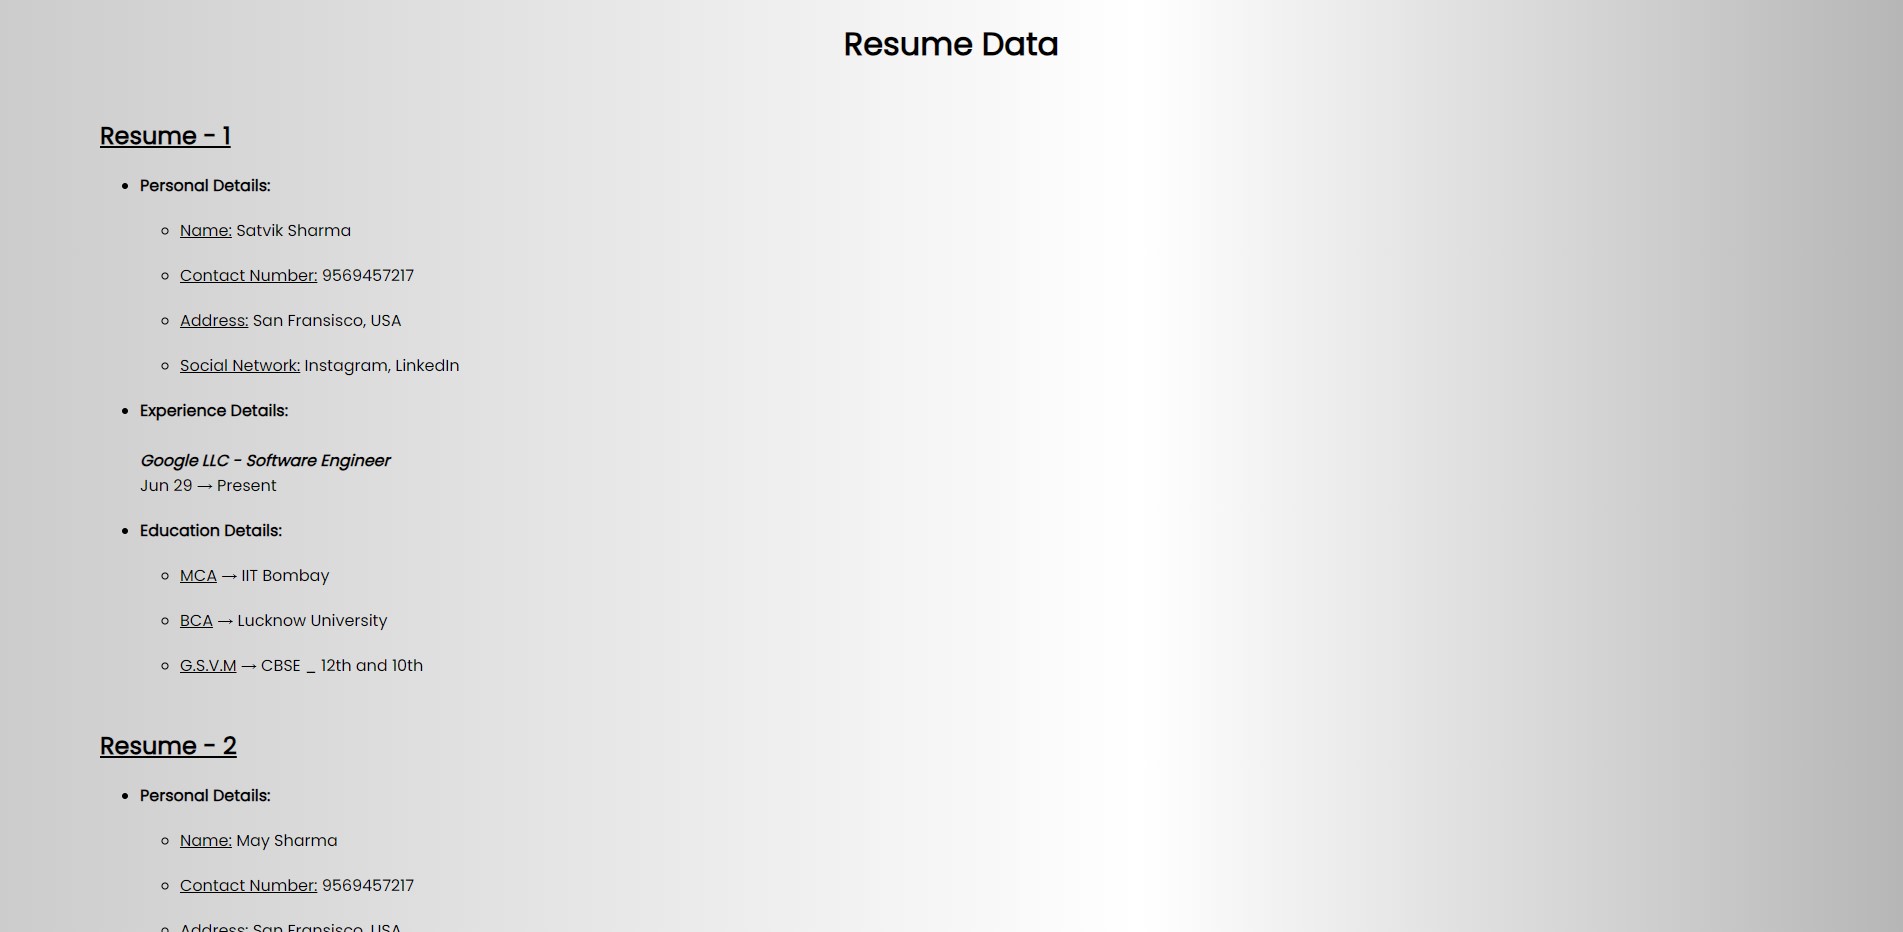 Resume Data
Resume - 1
Personal Details:
Name: Satvik Sharma
Contact Number: 9569457217
Address: San Fransisco, USA
Social Network: Instagram, LinkedIn
Experience Details:
Google LLC - Software Engineer
Jun 29 → Present
Education Details:
MCA → IIT Bombay
BCA → Lucknow University
G.S.V.M → CBSE _ 12th and 10th
Resume - 2
Personal Details:
Name: May Sharma
Contact Number: 9569457217
Address: San Fransisco, USA